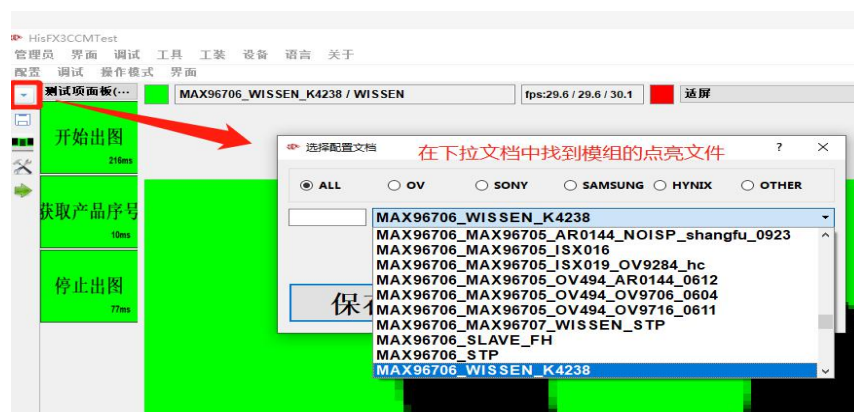 HisFX3CCMTest
管理员 界面 调试 工具 工装 设备 语言 关于
配置 调试 操作模式 界面
测试项面板(··· MAX96706_WISSEN_K4238 / WISSEN fps:29.6 / 29.6 / 30.1 适屏
开始出图
216ms
获取产品序号
10ms
停止出图
77ms
选择配置文档 ? ×
在下拉文档中找到模组的点亮文件
ALL OV SONY SAMSUNG HYNIX OTHER
MAX96706_WISSEN_K4238
MAX96706_MAX96705_AR0144_NOISP_shangfu_0923
MAX96706_MAX96705_ISX016
MAX96706_MAX96705_ISX019_OV9284_hc
MAX96706_MAX96705_OV494_AR0144_0612
MAX96706_MAX96705_OV494_OV9706_0604
MAX96706_MAX96705_OV494_OV9716_0611
MAX96706_MAX96707_WISSEN_STP
MAX96706_SLAVE_FH
MAX96706_STP
MAX96706_WISSEN_K4238
保